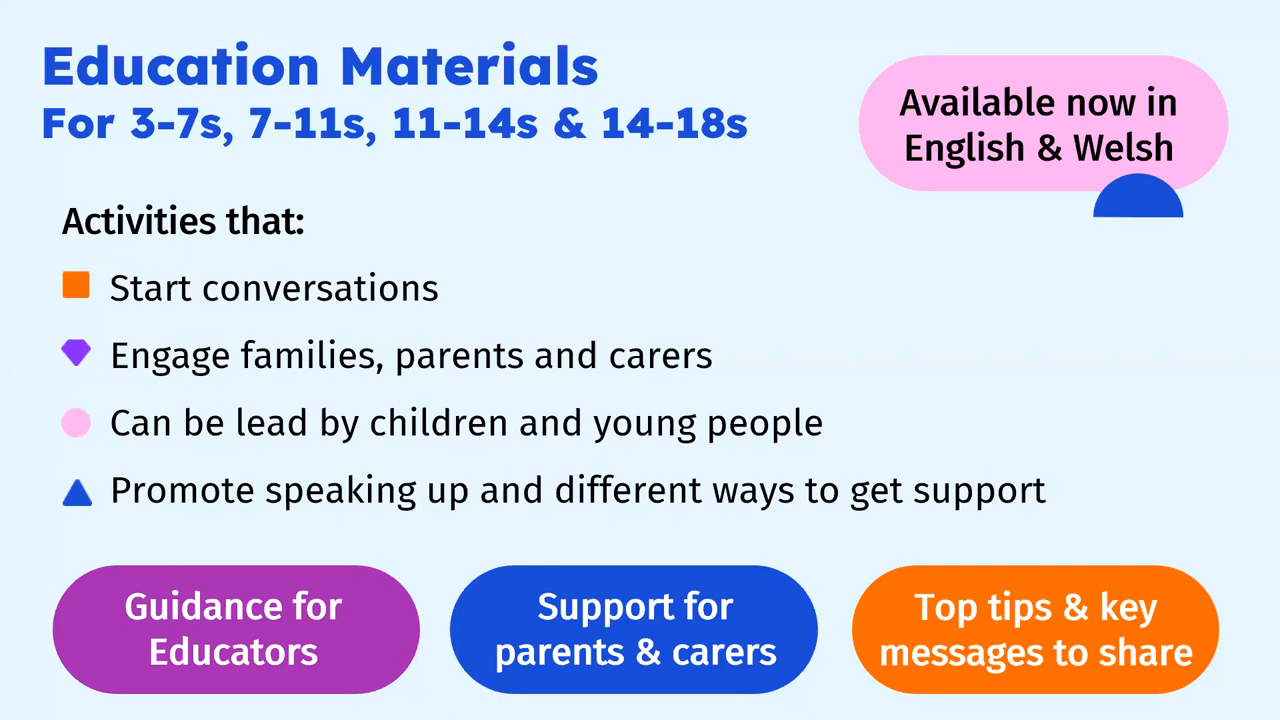 Education Materials
For 3-7s, 7-11s, 11-14s & 14-18s
Available now in
English & Welsh
Activities that:
Start conversations
Engage families, parents and carers
Can be lead by children and young people
Promote speaking up and different ways to get support
Guidance for
Educators
Support for
parents & carers
Top tips & key
messages to share